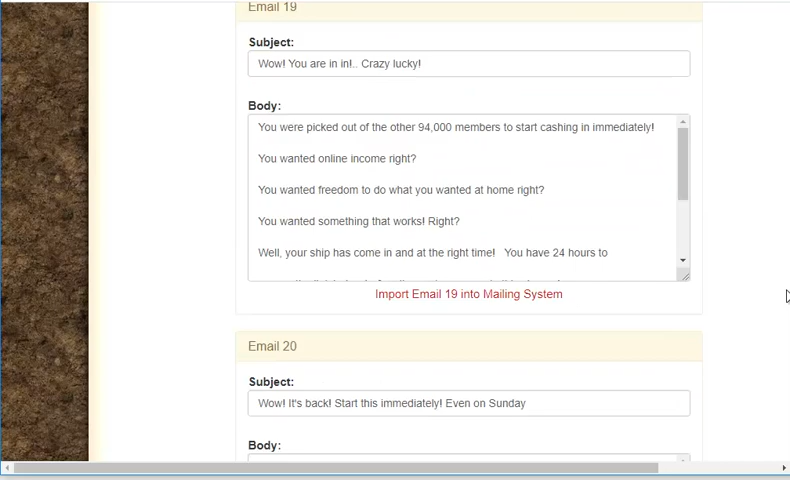 Email 19
Subject:
Wow! You are in in!.. Crazy lucky!
Body:
You were picked out of the other 94,000 members to start cashing in immediately!
You wanted online income right?
You wanted freedom to do what you wanted at home right?
You wanted something that works! Right?
Well, your ship has come in and at the right time!   You have 24 hours to
Import Email 19 into Mailing System
Email 20
Subject:
Wow! It's back! Start this immediately! Even on Sunday
Body: